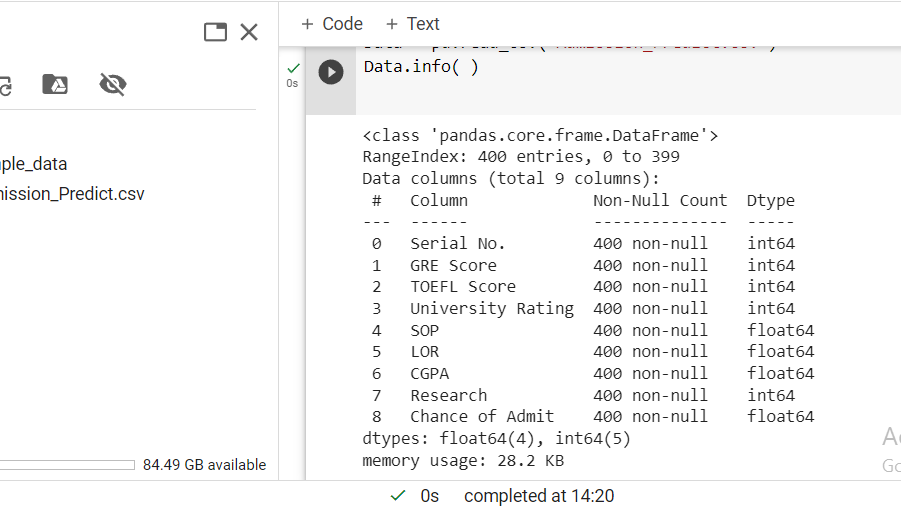 + Code + Text
Data.info( )
0s
<class 'pandas.core.frame.DataFrame'>
RangeIndex: 400 entries, 0 to 399
Data columns (total 9 columns):
# Column Non-Null Count Dtype
--- ------ -------------- -----
0 Serial No. 400 non-null int64
1 GRE Score 400 non-null int64
2 TOEFL Score 400 non-null int64
3 University Rating 400 non-null int64
4 SOP 400 non-null float64
5 LOR 400 non-null float64
6 CGPA 400 non-null float64
7 Research 400 non-null int64
8 Chance of Admit 400 non-null float64
dtypes: float64(4), int64(5)
memory usage: 28.2 KB
ple_data
ission_Predict.csv
84.49 GB available
0s completed at 14:20